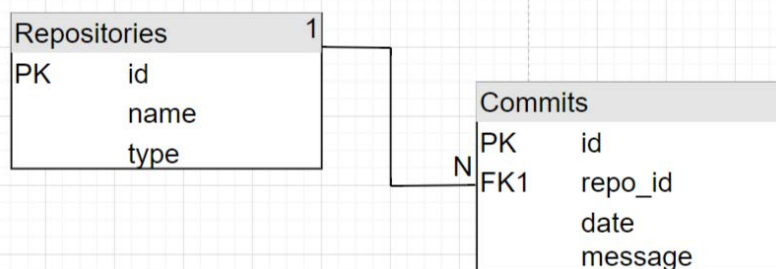 Repositories 1
PK id
name
type
Commits
PK id
N FK1 repo_id
date
message